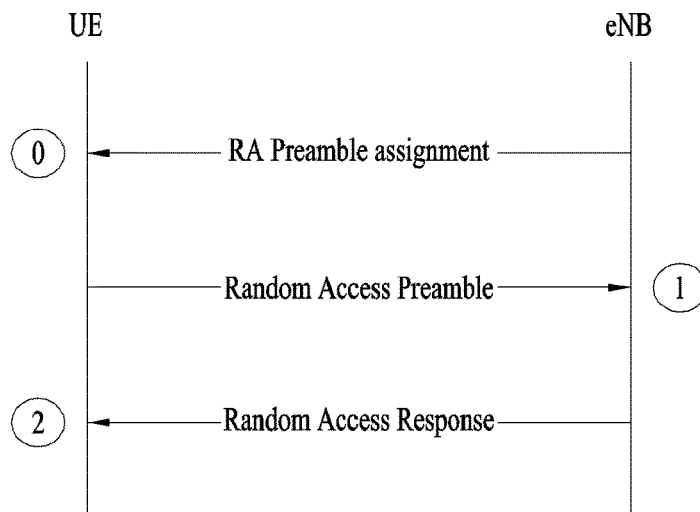 UE eNB
0 RA Preamble assignment
Random Access Preamble 1
2 Random Access Response